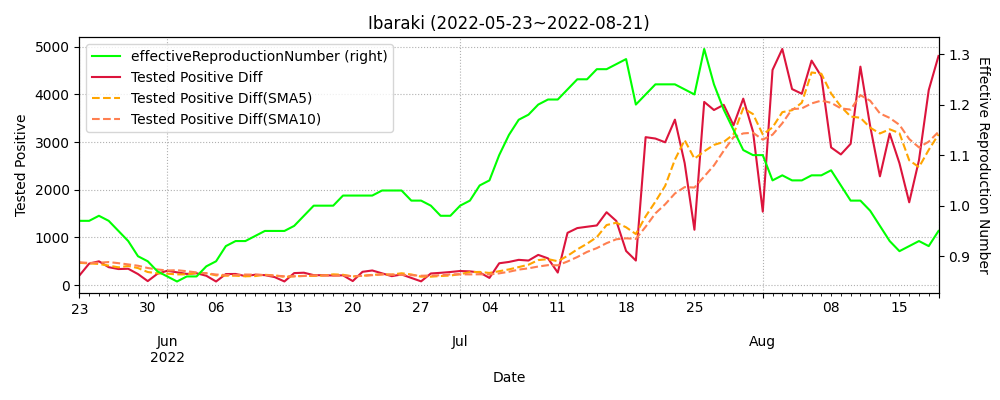 Ibaraki (2022-05-23~2022-08-21)
effectiveReproductionNumber (right)
Tested Positive Diff
Tested Positive Diff(SMA5)
Tested Positive Diff(SMA10)
Tested Positive
5000
4000
3000
2000
1000
0
Effective Reproduction Number
1.3
1.2
1.1
1.0
0.9
23 30 06 13 20 27 04 11 18 25 08 15
Jun Jul Aug
2022
Date